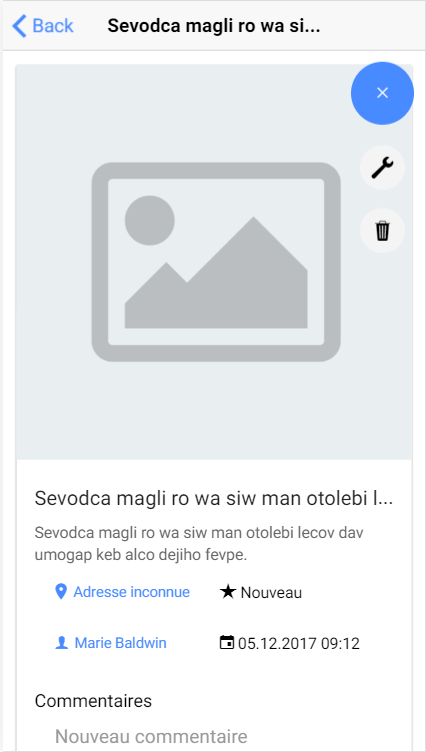 Back
Sevodca magli ro wa si...
Sevodca magli ro wa siw man otolebi l...
Sevodca magli ro wa siw man otolebi lecov dav
umogap keb alco dejiho fevpe.
Adresse inconnue
Nouveau
Marie Baldwin
05.12.2017 09:12
Commentaires
Nouveau commentaire